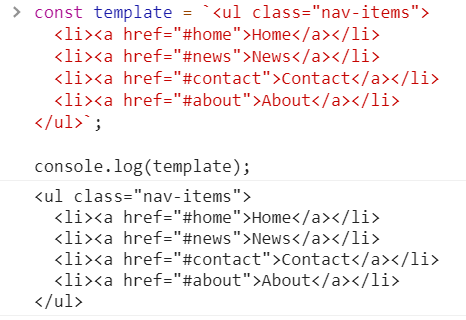 > const template = `<ul class="nav-items">
  <li><a href="#home">Home</a></li>
  <li><a href="#news">News</a></li>
  <li><a href="#contact">Contact</a></li>
  <li><a href="#about">About</a></li>
</ul>`;

console.log(template);
<ul class="nav-items">
  <li><a href="#home">Home</a></li>
  <li><a href="#news">News</a></li>
  <li><a href="#contact">Contact</a></li>
  <li><a href="#about">About</a></li>
</ul>